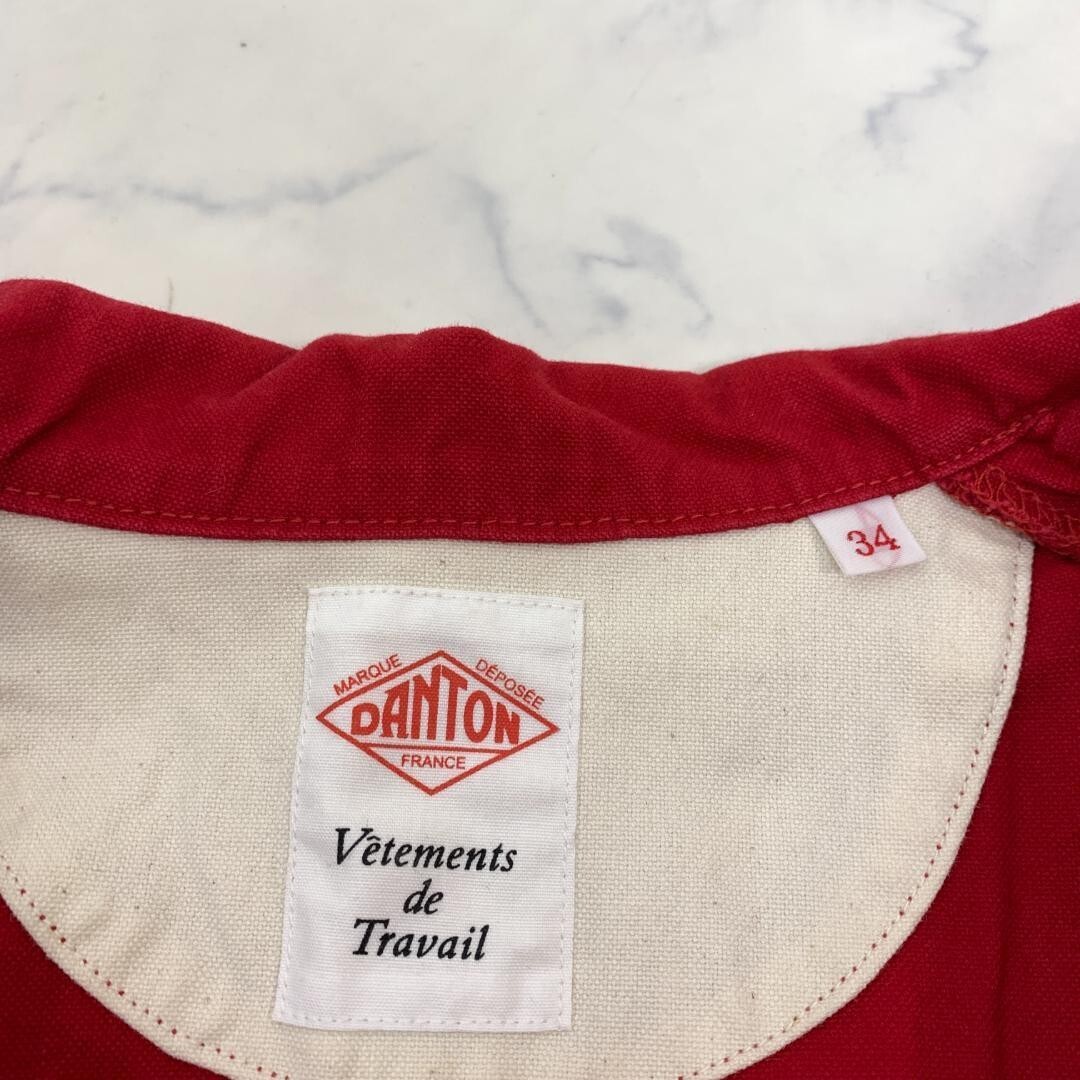 34
MARQUE DÉPOSÉE
DANTON
FRANCE
Vêtements
de
Travail